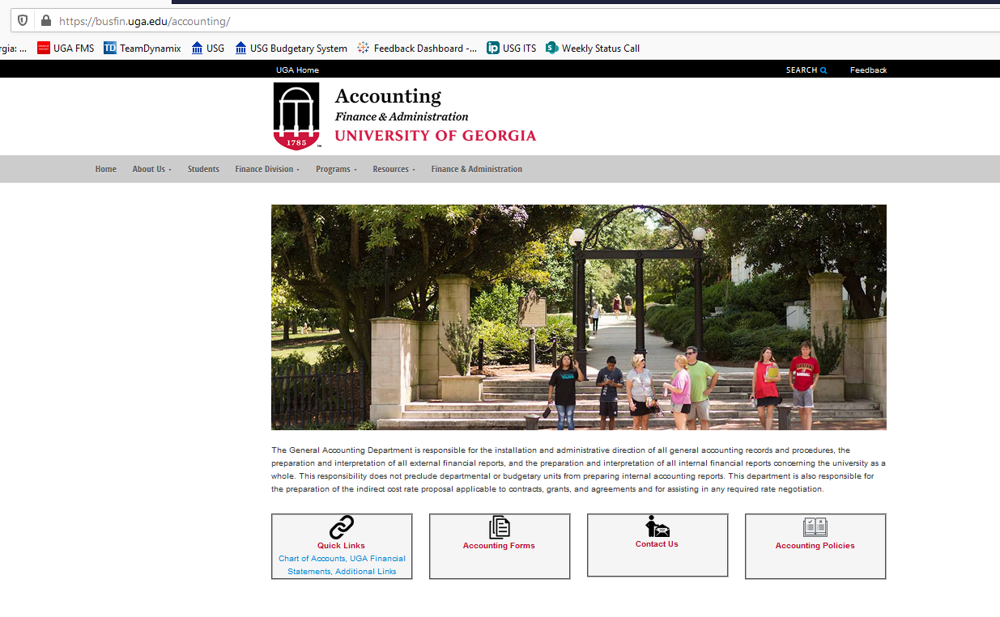 https://busfin.uga.edu/accounting/
rgia: ... UGA FMS TD TeamDynamix USG USG Budgetary System Feedback Dashboard -... ip USG ITS S Weekly Status Call
UGA Home SEARCH Feedback
Accounting
Finance & Administration
UNIVERSITY OF GEORGIA
1785
™
Home About Us Students Finance Division Programs Resources Finance & Administration
VANS
BASEBALL
The General Accounting Department is responsible for the installation and administrative direction of all general accounting records and procedures, the
preparation and interpretation of all external financial reports, and the preparation and interpretation of all internal financial reports concerning the university as a
whole. This responsibility does not preclude departmental or budgetary units from preparing internal accounting reports. This department is also responsible for
the preparation of the indirect cost rate proposal applicable to contracts, grants, and agreements and for assisting in any required rate negotiation.
Quick Links
Chart of Accounts, UGA Financial
Statements, Additional Links
Accounting Forms
Contact Us
Accounting Policies